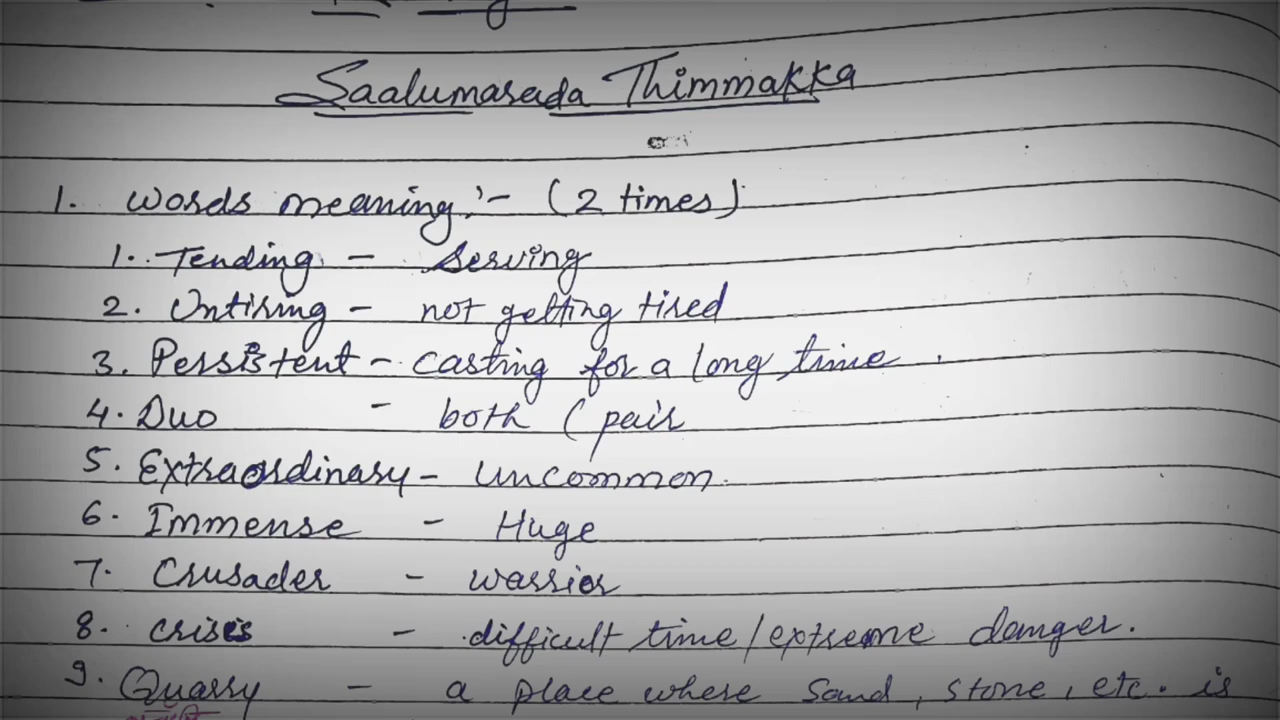 Saalumarada Thimmakka
1. words meaning:- (2 times)
1. Tending - Serving
2. Untiring - not getting tired
3. Persistent - casting for a long time.
4. Duo - both (pair
5. Extraordinary - uncommon.
6. Immense - Huge
7. Crusader - warrior
8. crisis - difficult time/extreme danger.
9. Quarry - a place where sand, stone, etc. is